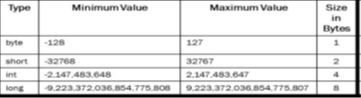 Type Minimum Value Maximum Value Size
in
Bytes
byte -128 127 1
short -32768 32767 2
int -2,147,483,648 2,147,483,647 4
long -9,223,372,036,854,775,808 9,223,372,036,854,775,807 8